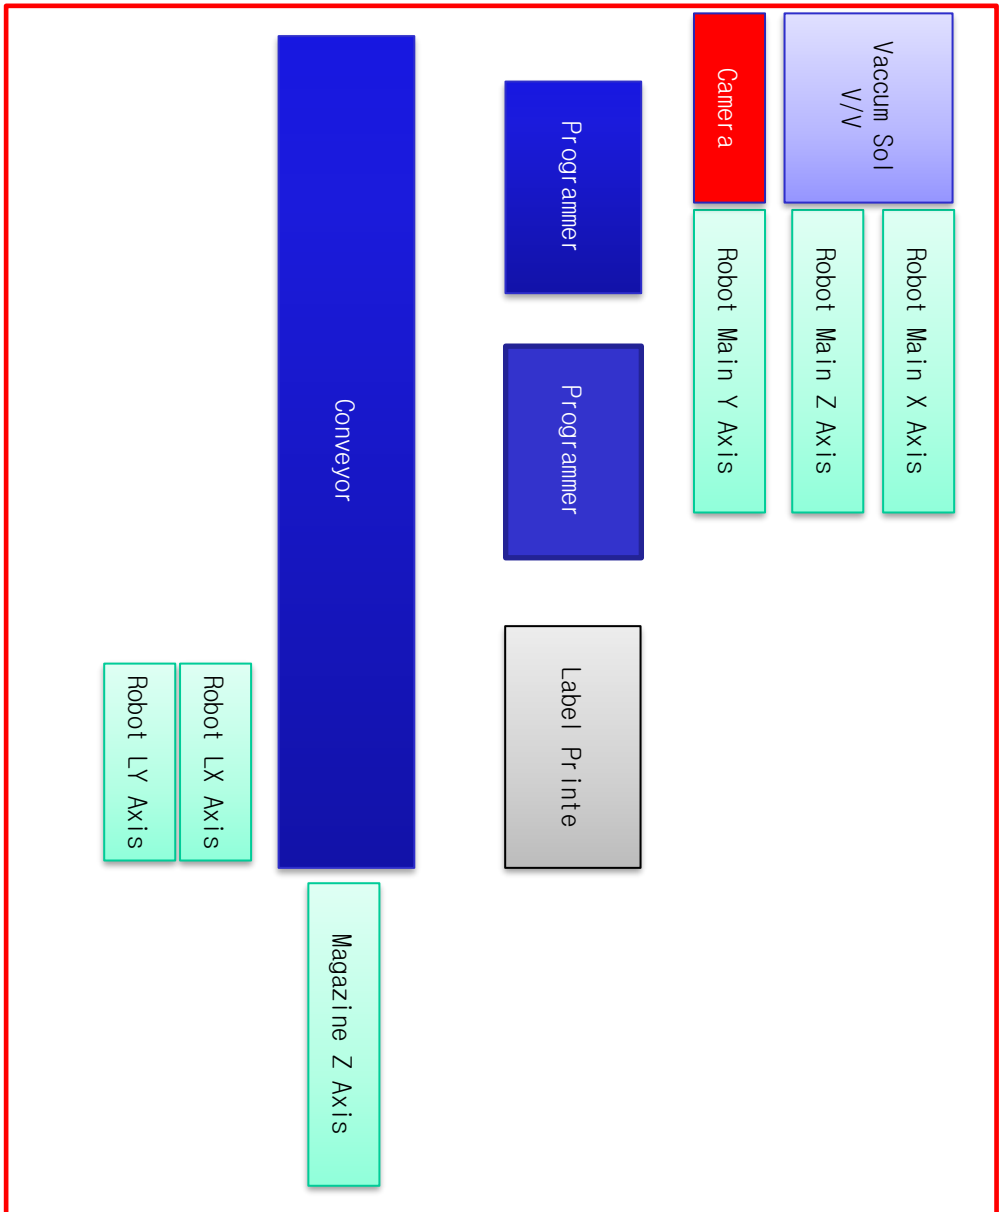 Vaccum Sol
V/V
Robot Main X Axis
Robot Main Z Axis
Camera
Robot Main Y Axis
Programmer
Programmer
Label Printe
Conveyor
Magazine Z Axis
Robot LX Axis
Robot LY Axis